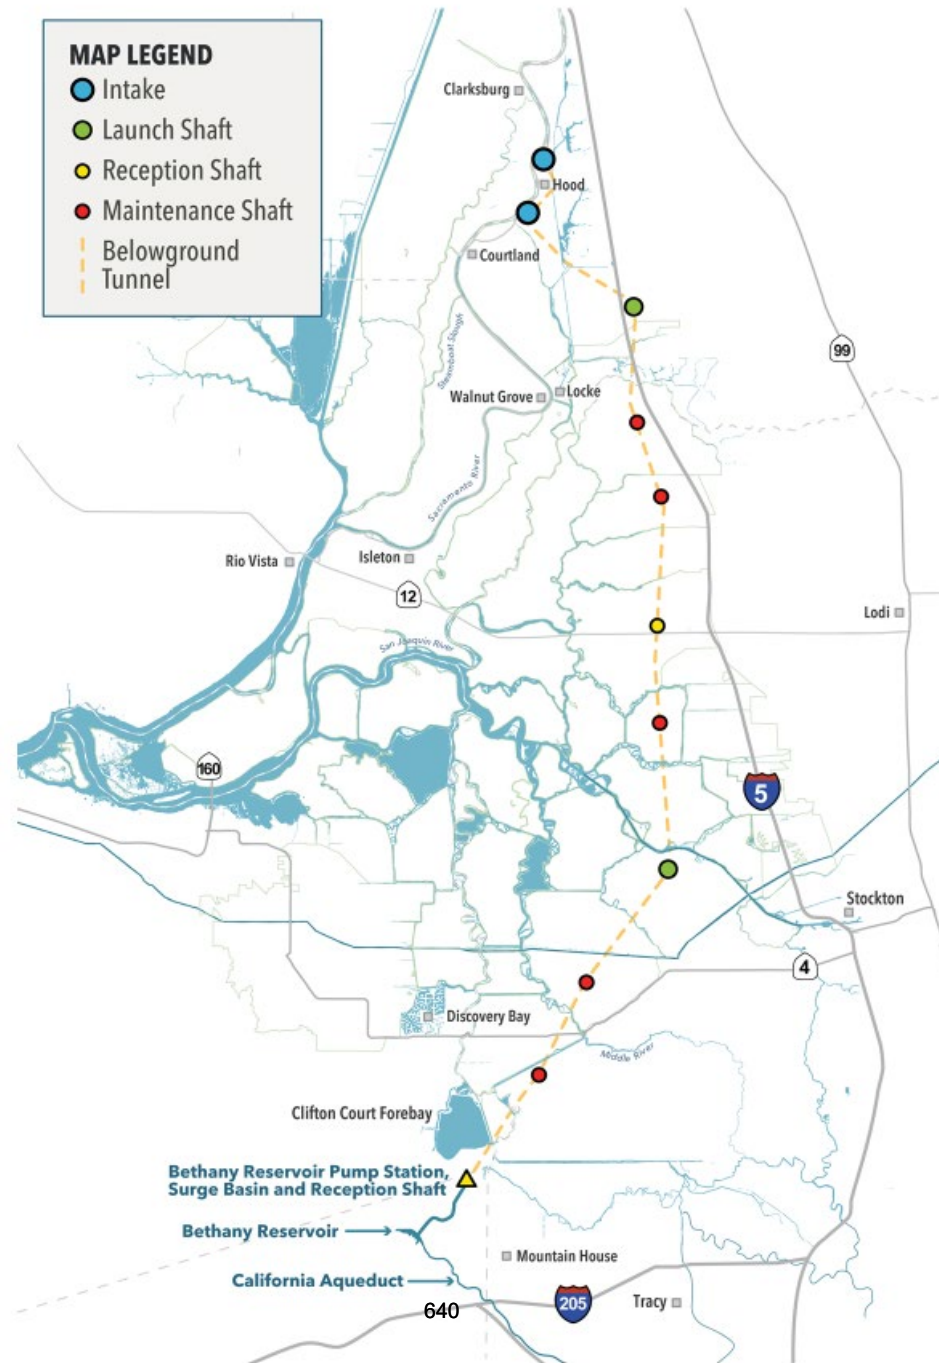 MAP LEGEND
Intake
Launch Shaft
Reception Shaft
Maintenance Shaft
Belowground
Tunnel
Clarksburg
Hood
Courtland
Steamboat Slough
99
Walnut Grove
Locke
Sacramento River
Rio Vista
Isleton
12
Lodi
San Joaquin River
160
5
Stockton
4
Discovery Bay
Middle River
Clifton Court Forebay
Bethany Reservoir Pump Station,
Surge Basin and Reception Shaft
Bethany Reservoir
Mountain House
California Aqueduct
640
205
Tracy